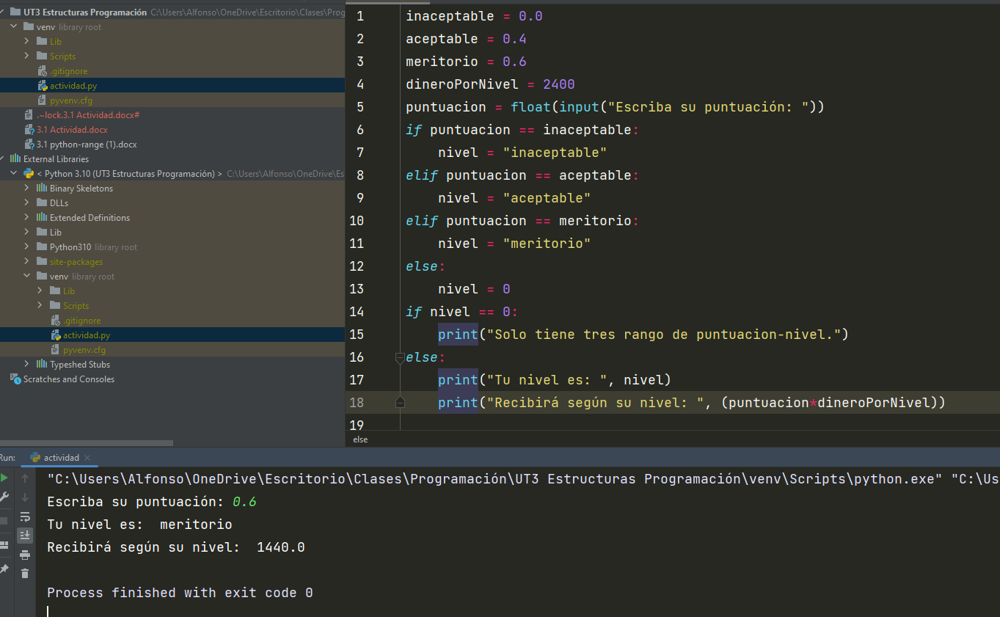 UT3 Estructuras Programación C:\Users\Alfonso\OneDrive\Escritorio\Clases\Prog
venv library root
Lib
Scripts
.gitignore
actividad.py
pyvenv.cfg
.~lock.3.1 Actividad.docx#
3.1 Actividad.docx
3.1 python-range (1).docx
External Libraries
< Python 3.10 (UT3 Estructuras Programación) > C:\Users\Alfonso\OneDrive\Es
Binary Skeletons
DLLs
Extended Definitions
Lib
Python310 library root
site-packages
venv library root
Lib
Scripts
.gitignore
actividad.py
pyvenv.cfg
Typeshed Stubs
Scratches and Consoles
1 inaceptable = 0.0
2 aceptable = 0.4
3 meritorio = 0.6
4 dineroPorNivel = 2400
5 puntuacion = float(input("Escriba su puntuación: "))
6 if puntuacion == inaceptable:
7     nivel = "inaceptable"
8 elif puntuacion == aceptable:
9     nivel = "aceptable"
10 elif puntuacion == meritorio:
11     nivel = "meritorio"
12 else:
13     nivel = 0
14 if nivel == 0:
15     print("Solo tiene tres rango de puntuacion-nivel.")
16 else:
17     print("Tu nivel es: ", nivel)
18     print("Recibirá según su nivel: ", (puntuacion*dineroPorNivel))
19
else
Run: actividad
"C:\Users\Alfonso\OneDrive\Escritorio\Clases\Programación\UT3 Estructuras Programación\venv\Scripts\python.exe" "C:\Us
Escriba su puntuación: 0.6
Tu nivel es:  meritorio
Recibirá según su nivel:  1440.0
Process finished with exit code 0